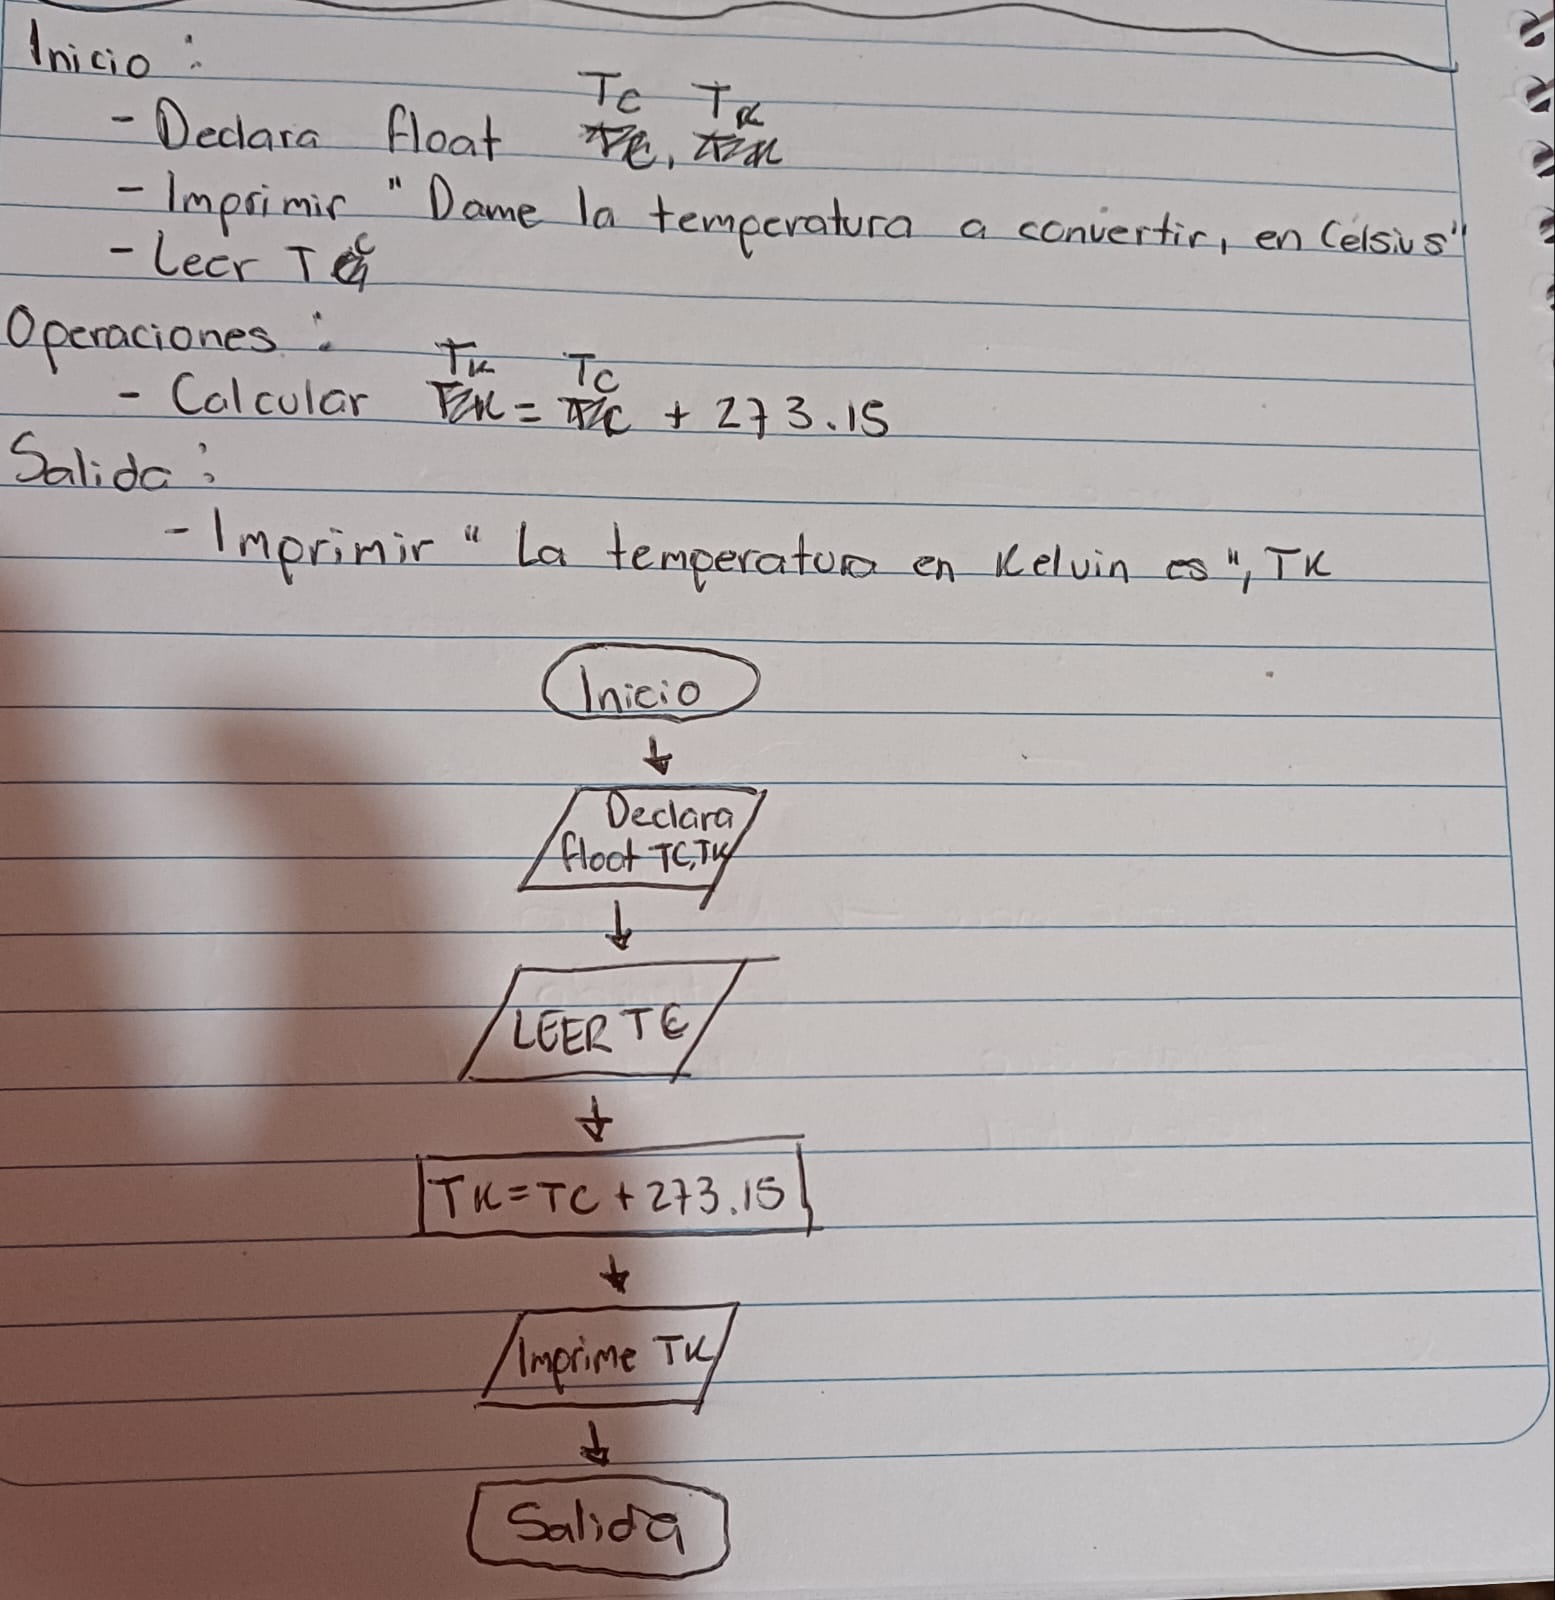 Inicio:
- Declara float TC, TK
- Imprimir "Dame la temperatura a convertir, en Celsius"
- Leer TC
Operaciones:
- Calcular TK = TC + 273.15
Salida:
- Imprimir "La temperatura en Kelvin es", TK
Inicio
Declara
float TC, TK
LEER TC
TK = TC + 273.15
Imprime TK
Salida